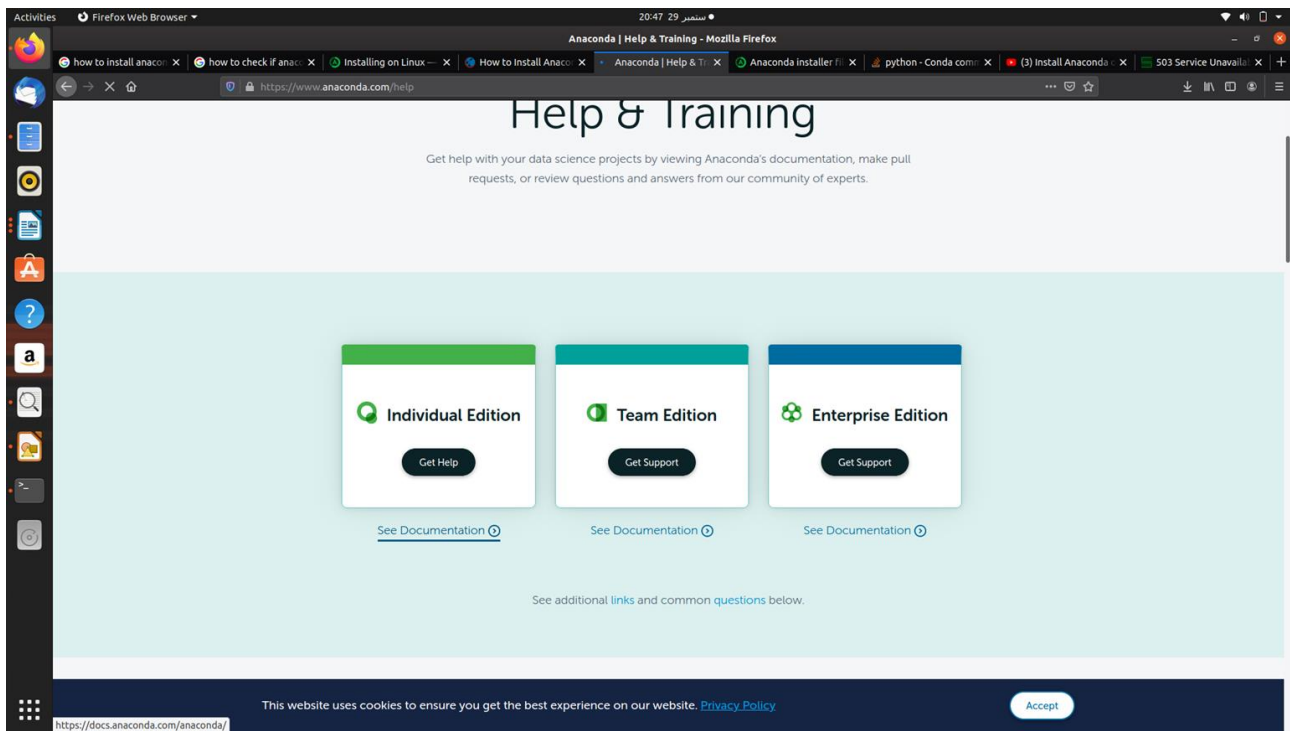 Activities Firefox Web Browser 20:47 29 ستمبر
Anaconda | Help & Training - Mozilla Firefox
how to install anacon how to check if anaco Installing on Linux — How to Install Anacon Anaconda | Help & Tr Anaconda installer fil python - Conda comm (3) Install Anaconda 503 Service Unavailab
https://www.anaconda.com/help
Help & Training
Get help with your data science projects by viewing Anaconda's documentation, make pull
requests, or review questions and answers from our community of experts.
Individual Edition Team Edition Enterprise Edition
Get Help Get Support Get Support
See Documentation See Documentation See Documentation
See additional links and common questions below.
This website uses cookies to ensure you get the best experience on our website. Privacy Policy Accept
https://docs.anaconda.com/anaconda/